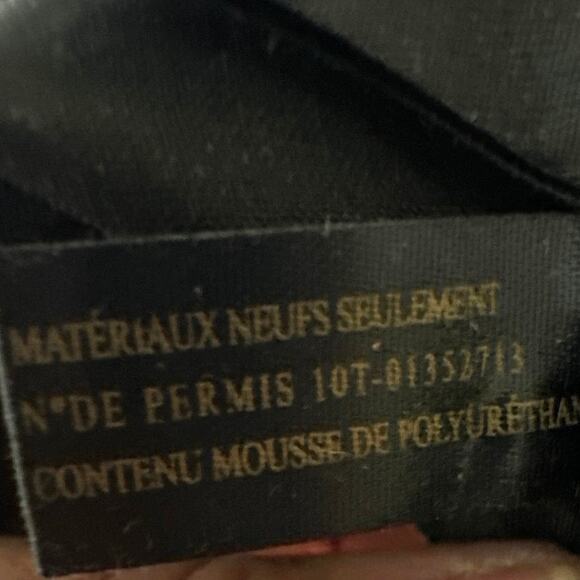 MATÉRIAUX NEUFS SEULEMENT
N°DE PERMIS 10T-01352713
CONTENU MOUSSE DE POLYURÉTHAN